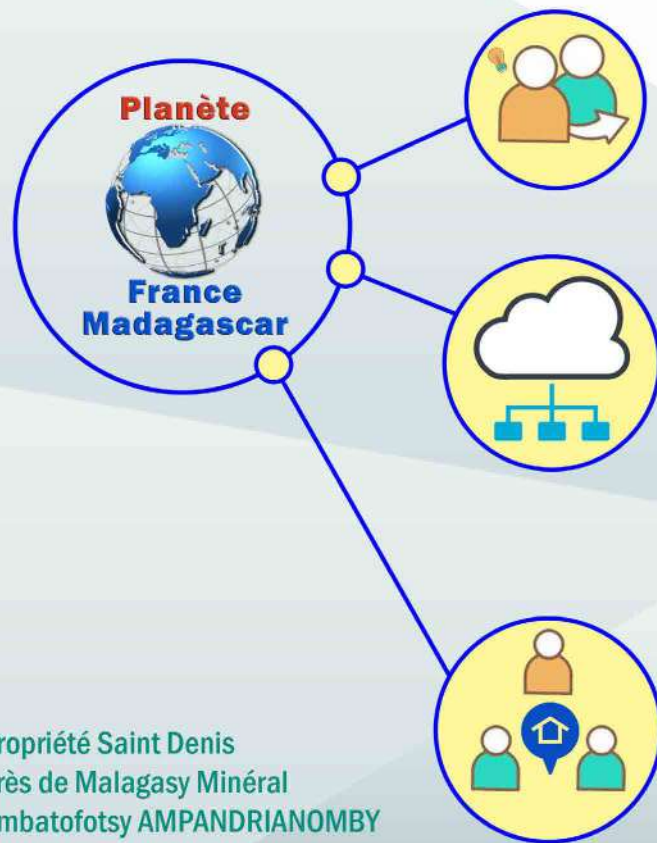 Planète
France
Madagascar
ropriété Saint Denis
rès de Malagasy Minéral
mbatofotsy AMPANDRIANOMBY